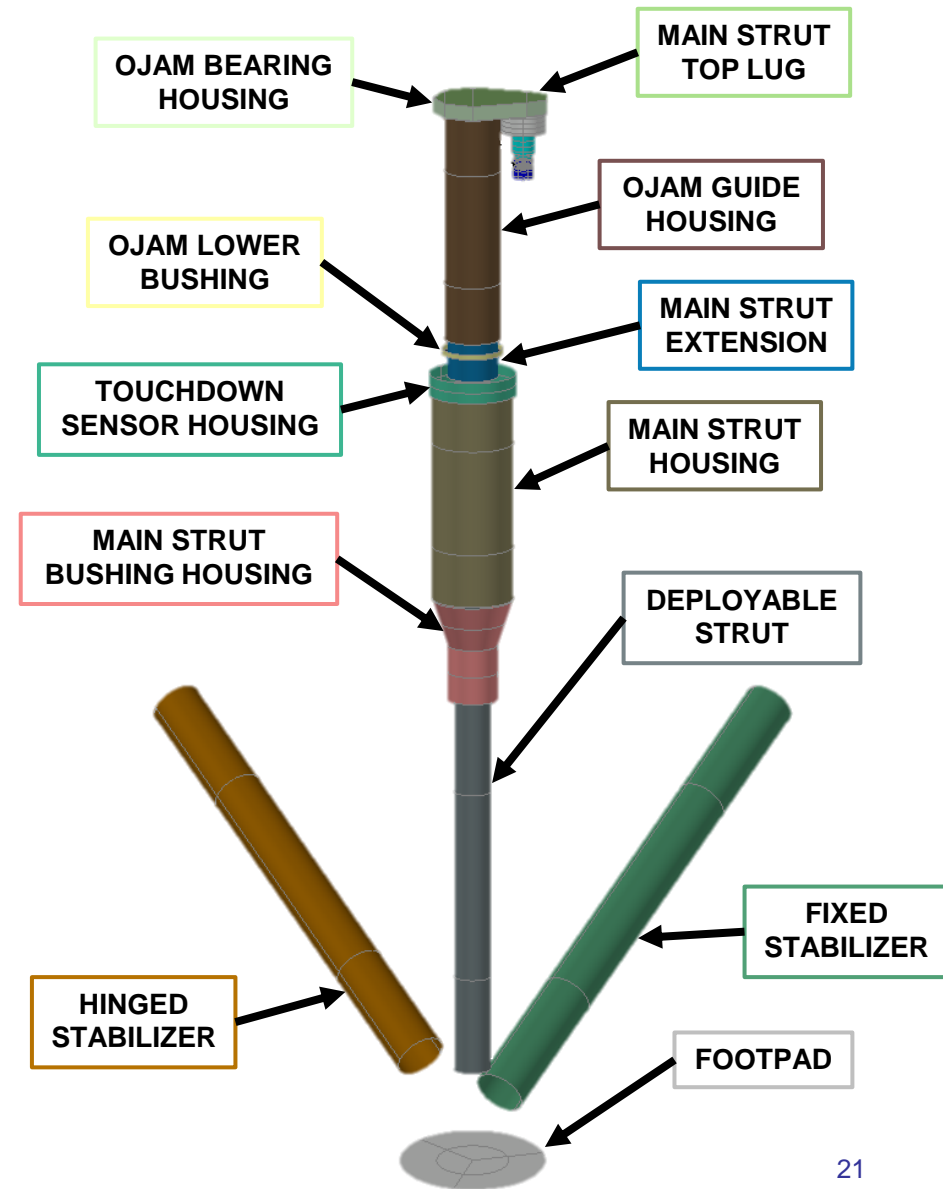 MAIN STRUT
TOP LUG
OJAM BEARING
HOUSING
OJAM GUIDE
HOUSING
OJAM LOWER
BUSHING
MAIN STRUT
EXTENSION
TOUCHDOWN
SENSOR HOUSING
MAIN STRUT
HOUSING
MAIN STRUT
BUSHING HOUSING
DEPLOYABLE
STRUT
FIXED
STABILIZER
HINGED
STABILIZER
FOOTPAD
21